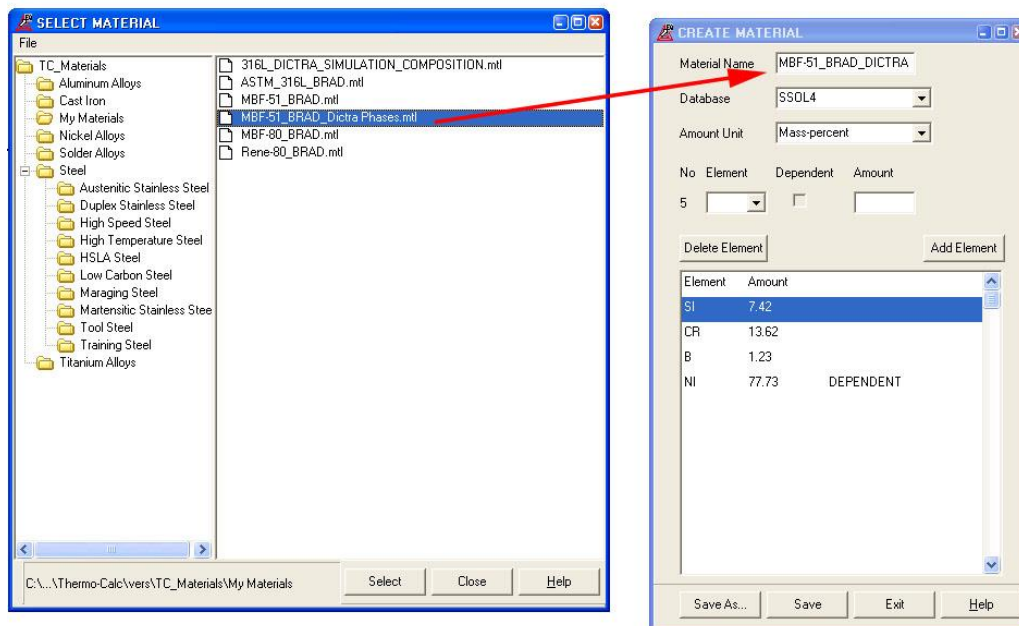 SELECT MATERIAL
File
TC_Materials
Aluminum Alloys
Cast Iron
My Materials
Nickel Alloys
Solder Alloys
Steel
Austenitic Stainless Steel
Duplex Stainless Steel
High Speed Steel
High Temperature Steel
HSLA Steel
Low Carbon Steel
Maraging Steel
Martensitic Stainless Stee
Tool Steel
Training Steel
Titanium Alloys
316L_DICTRA_SIMULATION_COMPOSITION.mtl
ASTM_316L_BRAD.mtl
MBF-51_BRAD.mtl
MBF-51_BRAD_Dictra Phases.mtl
MBF-80_BRAD.mtl
Rene-80_BRAD.mtl
C:\...\Thermo-Calc\vers\TC_Materials\My Materials
Select Close Help
CREATE MATERIAL
Material Name MBF-51_BRAD_DICTRA
Database SSOL4
Amount Unit Mass-percent
No Element Dependent Amount
5
Delete Element Add Element
Element Amount
SI 7.42
CR 13.62
B 1.23
NI 77.73 DEPENDENT
Save As... Save Exit Help